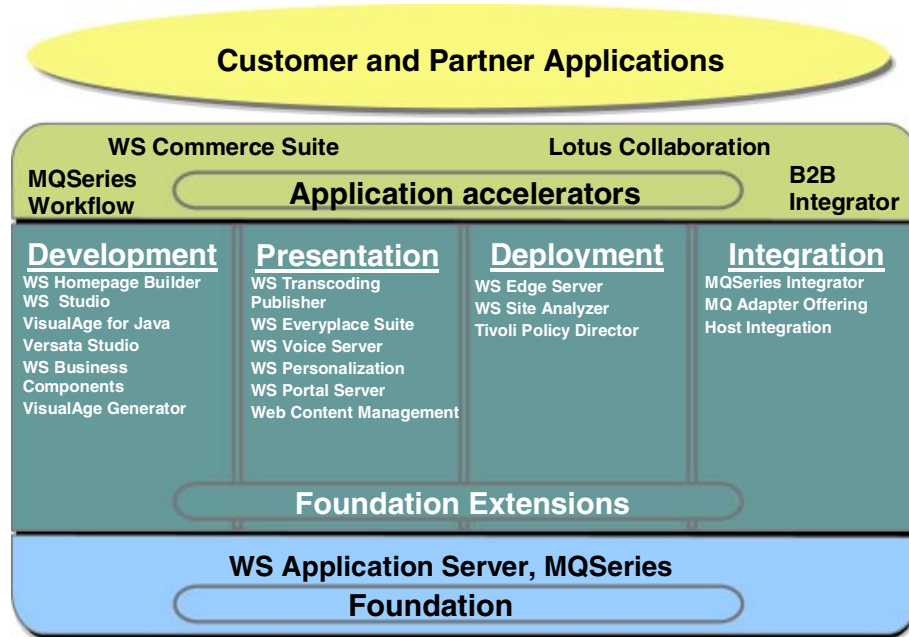 Customer and Partner Applications
WS Commerce Suite
Lotus Collaboration
MQSeries
Workflow
Application accelerators
B2B
Integrator
Development
WS Homepage Builder
WS Studio
VisualAge for Java
Versata Studio
WS Business
Components
VisualAge Generator
Presentation
WS Transcoding
Publisher
WS Everyplace Suite
WS Voice Server
WS Personalization
WS Portal Server
Web Content Management
Deployment
WS Edge Server
WS Site Analyzer
Tivoli Policy Director
Integration
MQSeries Integrator
MQ Adapter Offering
Host Integration
Foundation Extensions
WS Application Server, MQSeries
Foundation